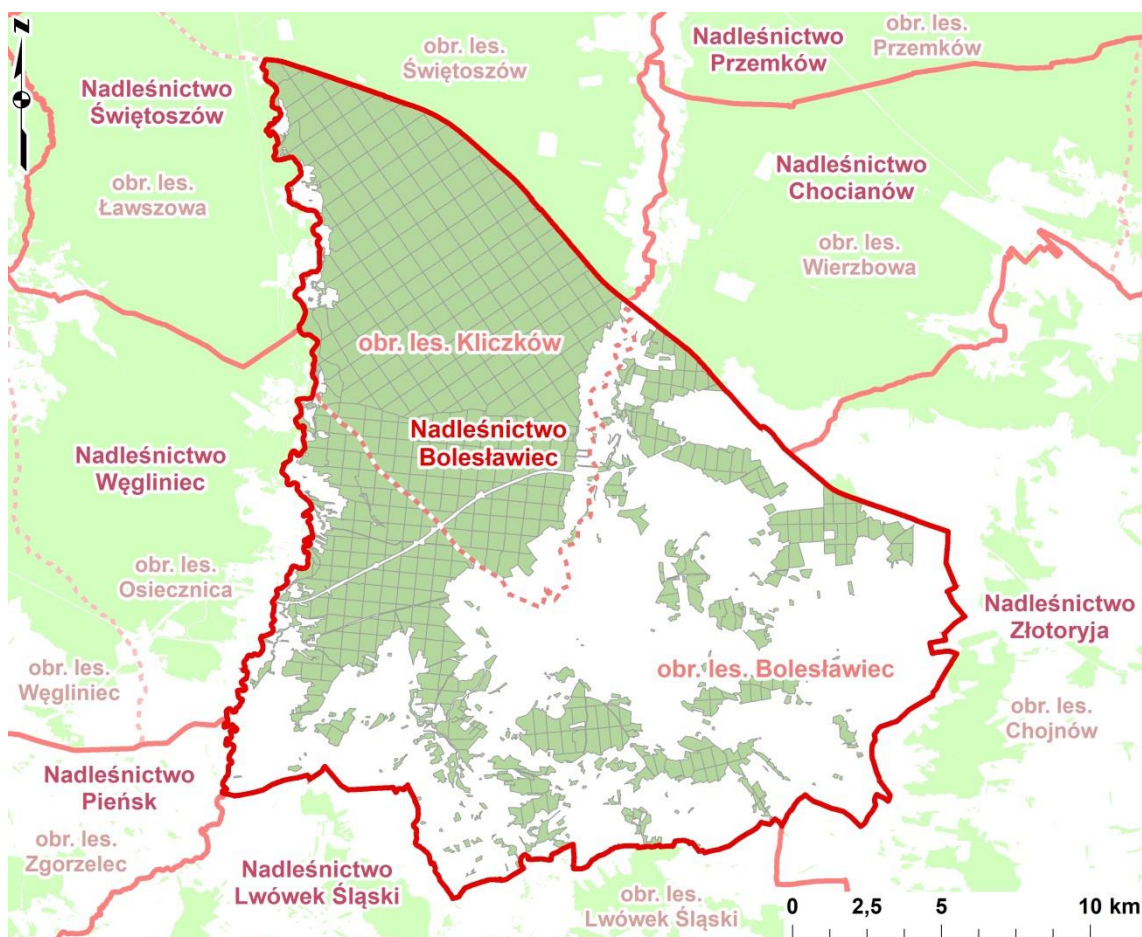 N
obr. les.
Świętoszów
Nadleśnictwo
Przemków
obr. les.
Przemków
Nadleśnictwo
Świętoszów
obr. les.
Ławszowa
Nadleśnictwo
Chocianów
obr. les.
Wierzbowa
obr. les. Kliczków
Nadleśnictwo
Bolesławiec
Nadleśnictwo
Węgliniec
obr. les.
Osiecznica
obr. les.
Węgliniec
Nadleśnictwo
Złotoryja
obr. les. Bolesławiec
obr. les.
Chojnów
Nadleśnictwo
Pieńsk
obr. les.
Zgorzelec
Nadleśnictwo
Lwówek Śląski
obr. les.
Lwówek Śląski
0 2,5 5 10 km